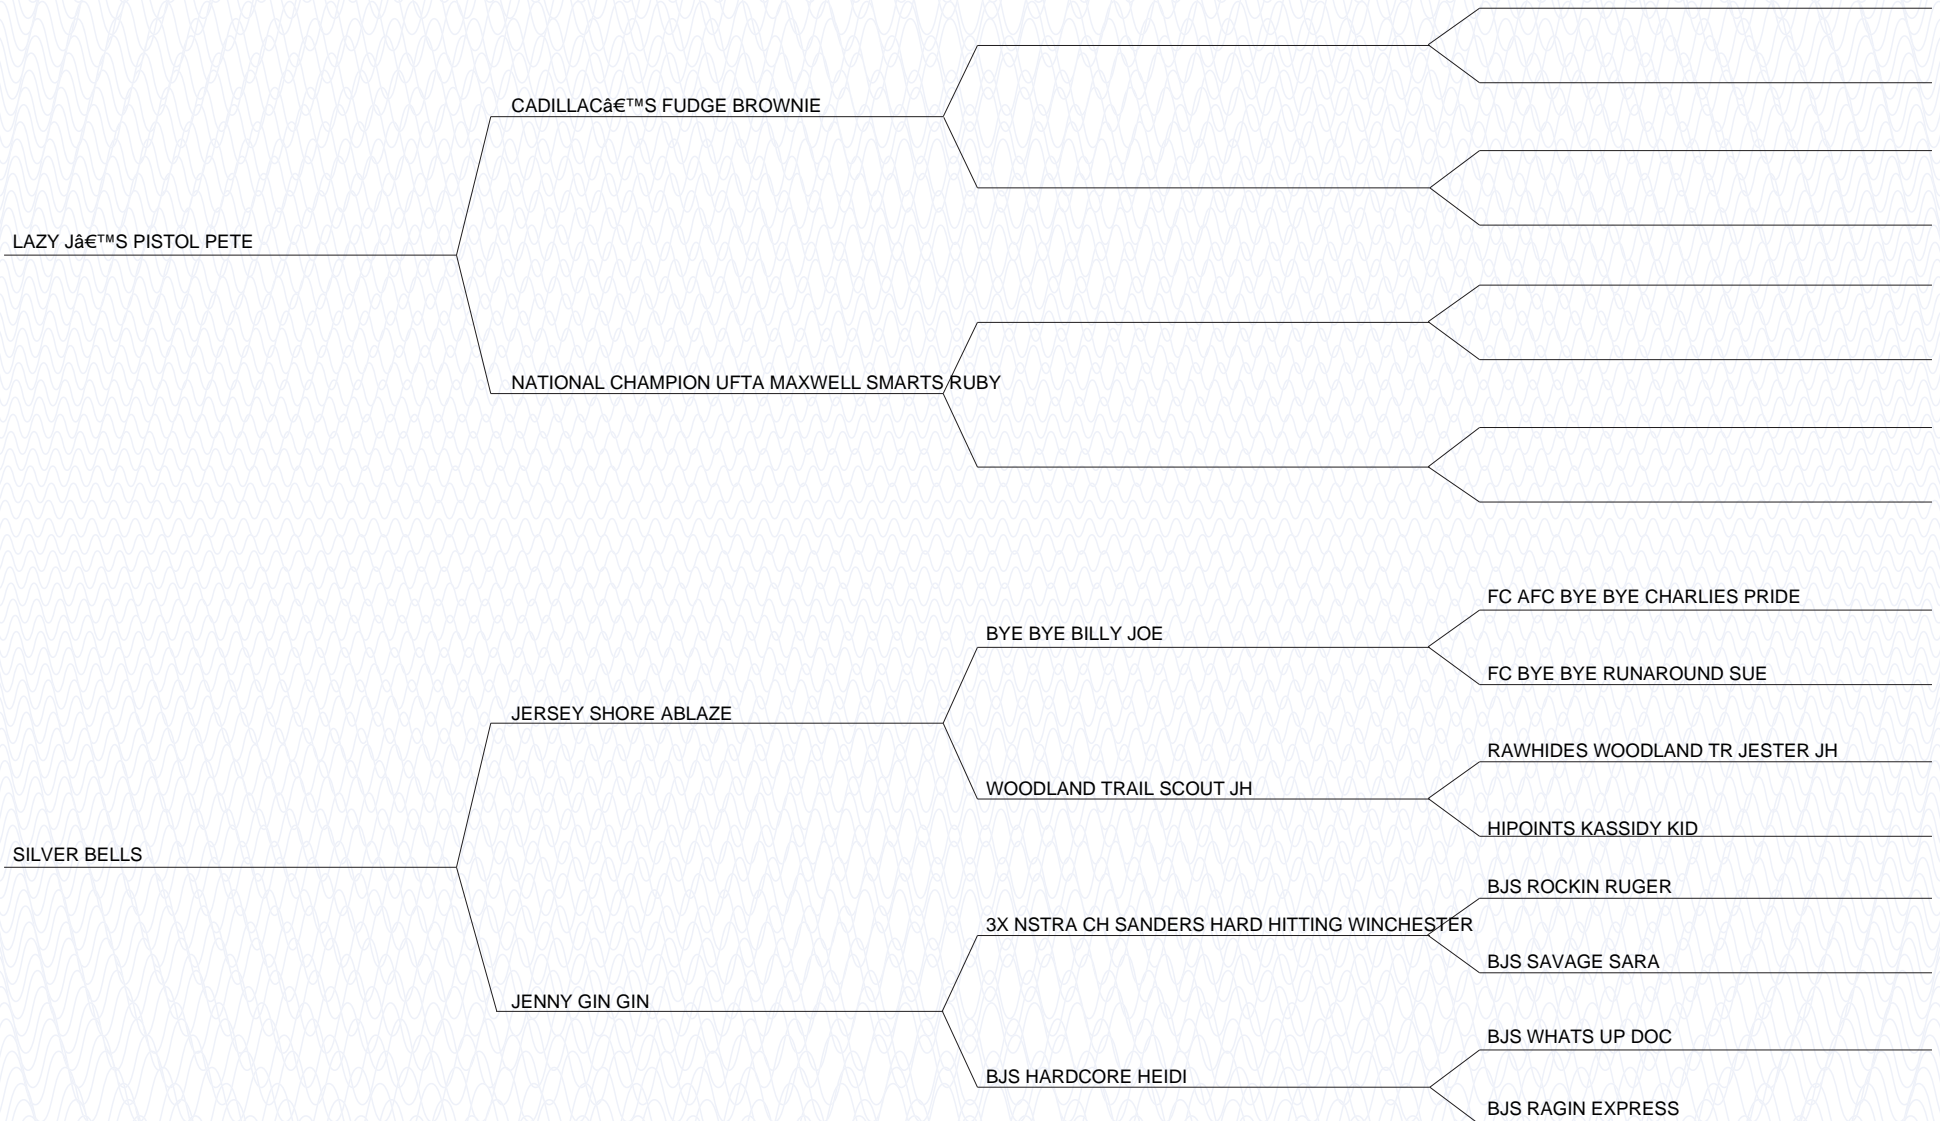 CADILLACâ€™S FUDGE BROWNIE
LAZY Jâ€™S PISTOL PETE
NATIONAL CHAMPION UFTA MAXWELL SMARTS RUBY
FC AFC BYE BYE CHARLIES PRIDE
BYE BYE BILLY JOE
FC BYE BYE RUNAROUND SUE
JERSEY SHORE ABLAZE
RAWHIDES WOODLAND TR JESTER JH
WOODLAND TRAIL SCOUT JH
HIPOINTS KASSIDY KID
SILVER BELLS
BJS ROCKIN RUGER
3X NSTRA CH SANDERS HARD HITTING WINCHESTER
BJS SAVAGE SARA
JENNY GIN GIN
BJS WHATS UP DOC
BJS HARDCORE HEIDI
BJS RAGIN EXPRESS